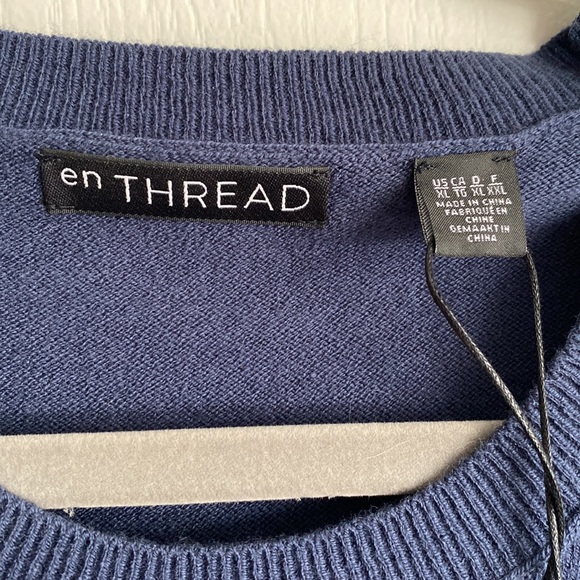 en THREAD
US CA D F
XL TG XL XXL
MADE IN CHINA
FABRIQUÉ EN
CHINE
GEMAAKT IN
CHINA